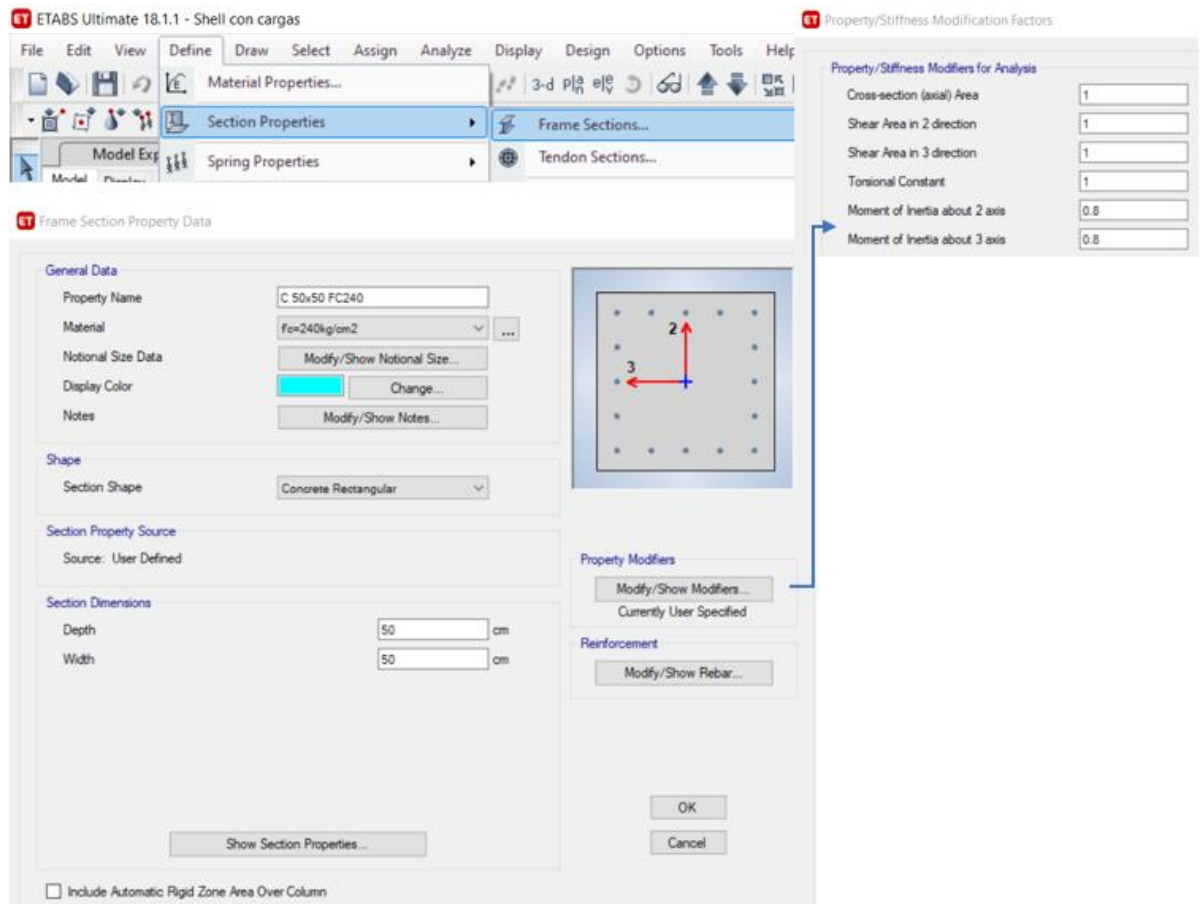 ET ETABS Ultimate 18.1.1 - Shell con cargas
File Edit View Define Draw Select Assign Analyze Display Design Options Tools Help
Material Properties...
3-d
Section Properties
Frame Sections...
Model Exp
Spring Properties
Tendon Sections...
Model Display
ET Property/Stiffness Modification Factors
Property/Stiffness Modifiers for Analysis
Cross-section (axial) Area 1
Shear Area in 2 direction 1
Shear Area in 3 direction 1
Torsional Constant 1
Moment of Inertia about 2 axis 0.8
Moment of Inertia about 3 axis 0.8
ET Frame Section Property Data
General Data
Property Name C 50x50 FC240
Material f'c=240kg/cm2 ...
Notional Size Data Modify/Show Notional Size...
Display Color Change...
Notes Modify/Show Notes...
2
3
Shape
Section Shape Concrete Rectangular
Section Property Source
Source: User Defined
Property Modifiers
Modify/Show Modifiers...
Currently User Specified
Section Dimensions
Depth 50 cm
Width 50 cm
Reinforcement
Modify/Show Rebar...
OK
Show Section Properties...
Cancel
Include Automatic Rigid Zone Area Over Column